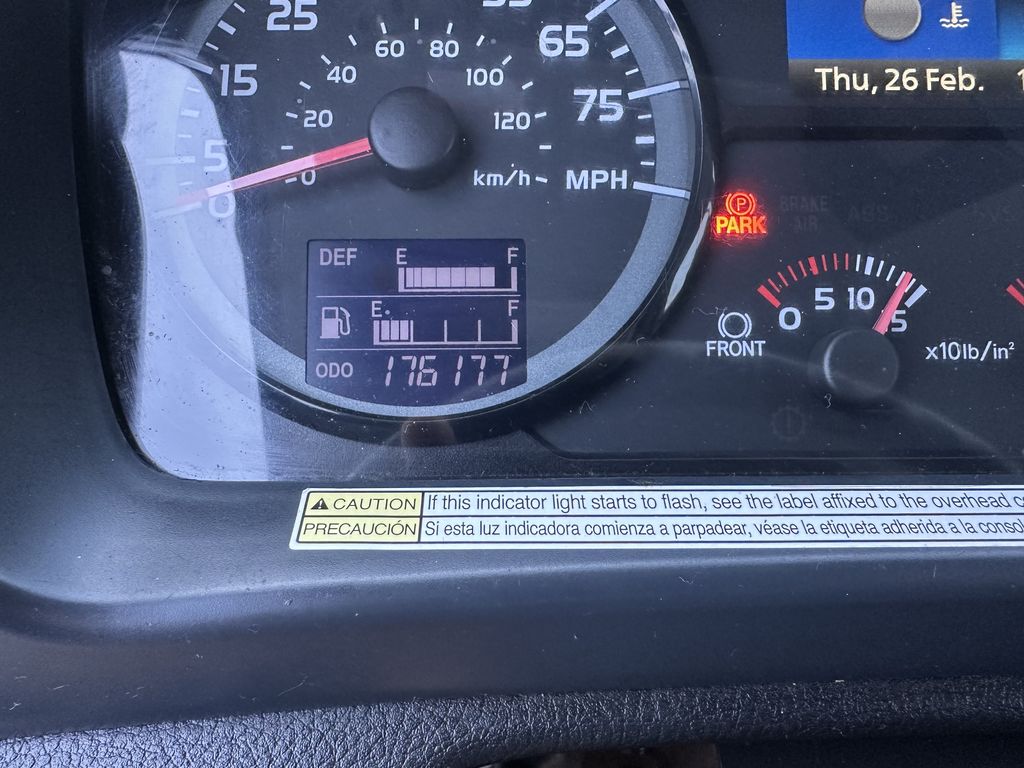 25
55
65
15
75
5
0
60
80
40
100
20
120
0
km/h
MPH
Thu, 26 Feb.
DEF
E
F
E
F
ODO
176177
PARK
BRAKE
AIR
ABS
FRONT
0
5
10
15
x10lb/in²
CAUTION
If this indicator light starts to flash, see the label affixed to the overhead
PRECAUCIÓN
Si esta luz indicadora comienza a parpadear, véase la etiqueta adherida a la